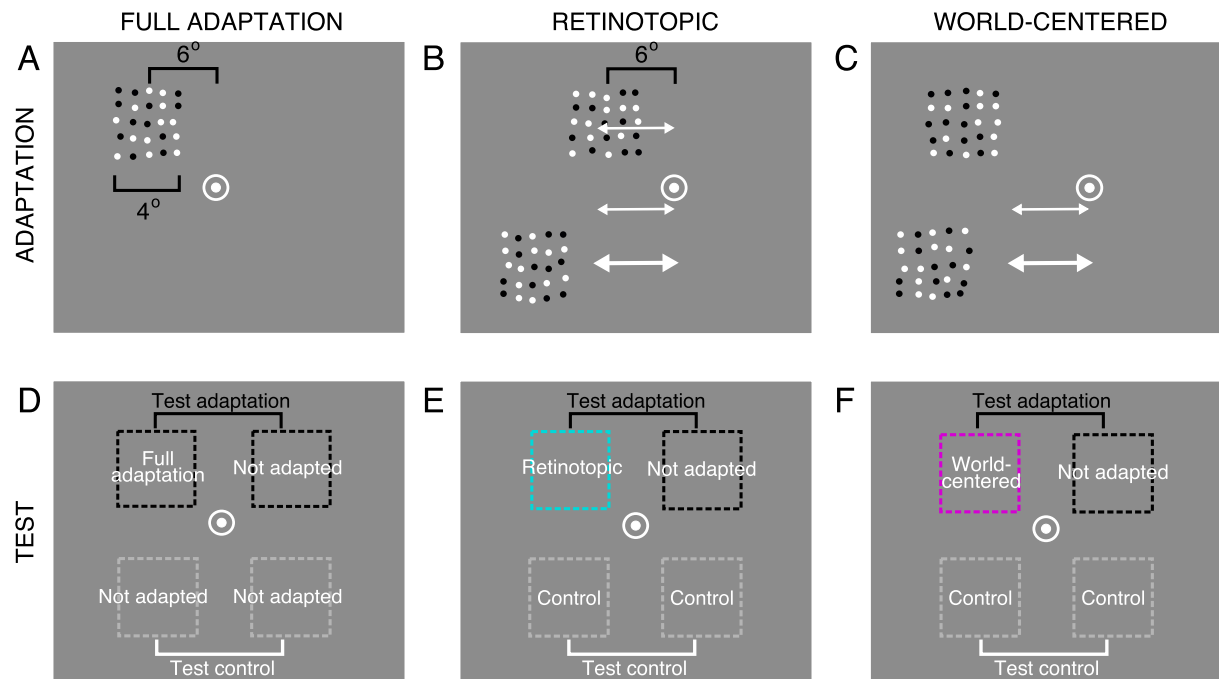 FULL ADAPTATION
RETINOTOPIC
WORLD-CENTERED
ADAPTATION
A
6°
4°
B
6°
C
TEST
D
Test adaptation
Full
adaptation
Not adapted
Not adapted
Not adapted
Test control
E
Test adaptation
Retinotopic
Not adapted
Control
Control
Test control
F
Test adaptation
World-
centered
Not adapted
Control
Control
Test control